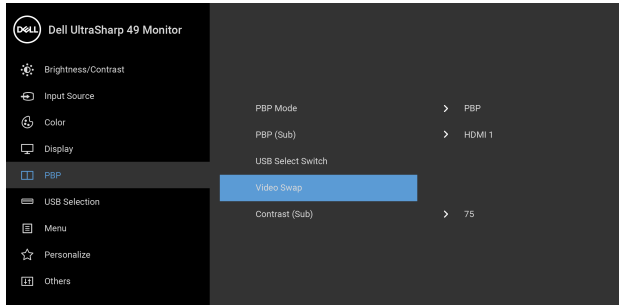 DELL Dell UltraSharp 49 Monitor
Brightness/Contrast
Input Source
Color
Display
PBP
USB Selection
Menu
Personalize
Others
PBP Mode > PBP
PBP (Sub) > HDMI 1
USB Select Switch
Video Swap
Contrast (Sub) > 75